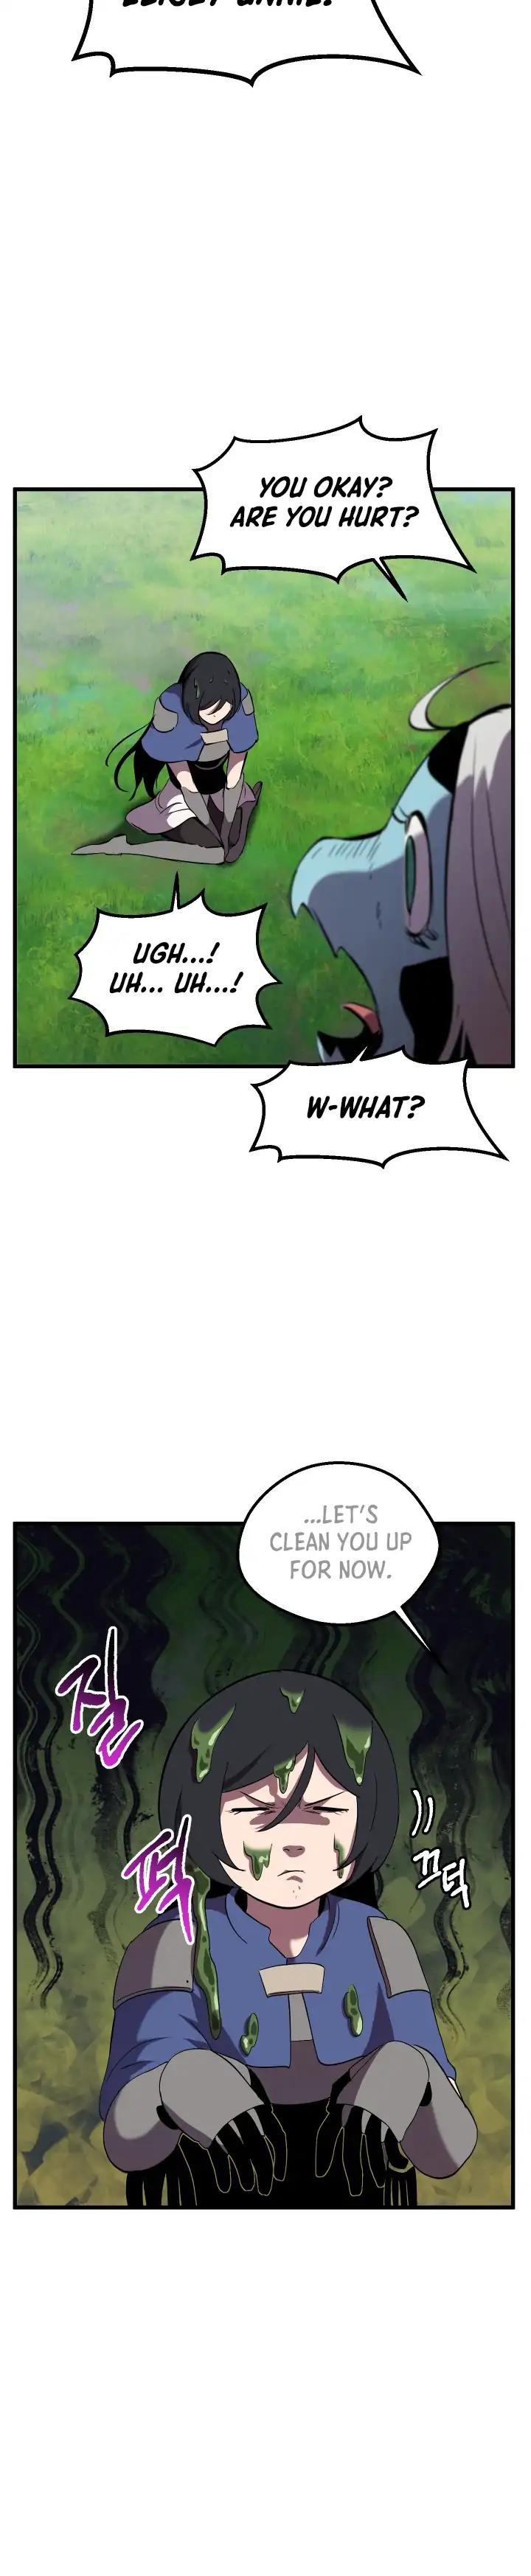 YOU OKAY?
ARE YOU HURT?
UGH...!
UH... UH...!
W-WHAT?
...LET'S
CLEAN YOU UP
FOR NOW.
질
퍽
끄덕